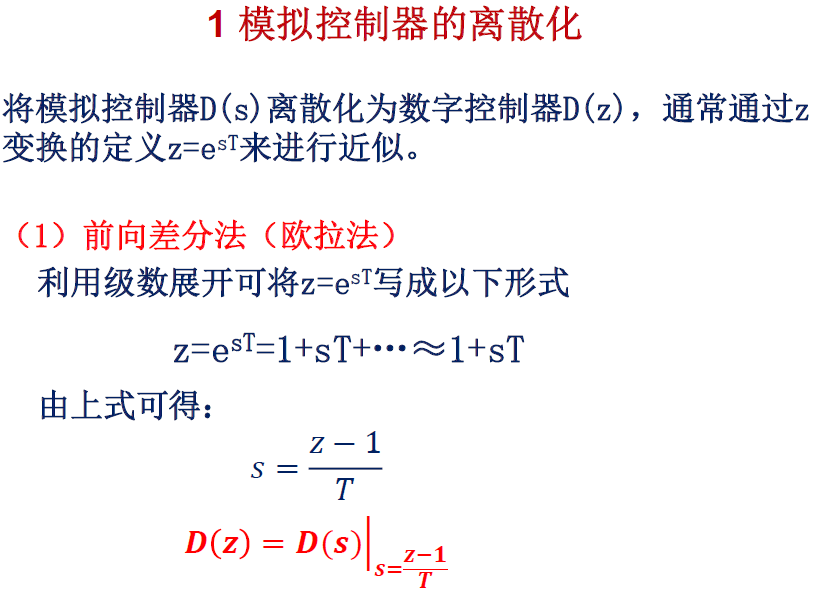 1 模拟控制器的离散化
将模拟控制器D(s)离散化为数字控制器D(z)，通常通过z
变换的定义z=e^{sT}来进行近似。
（1）前向差分法（欧拉法）
利用级数展开可将z=e^{sT}写成以下形式
z=e^{sT}=1+sT+⋯≈1+sT
由上式可得：
s = \frac{z-1}{T}
D(z) = D(s)|_{s=\frac{z-1}{T}}